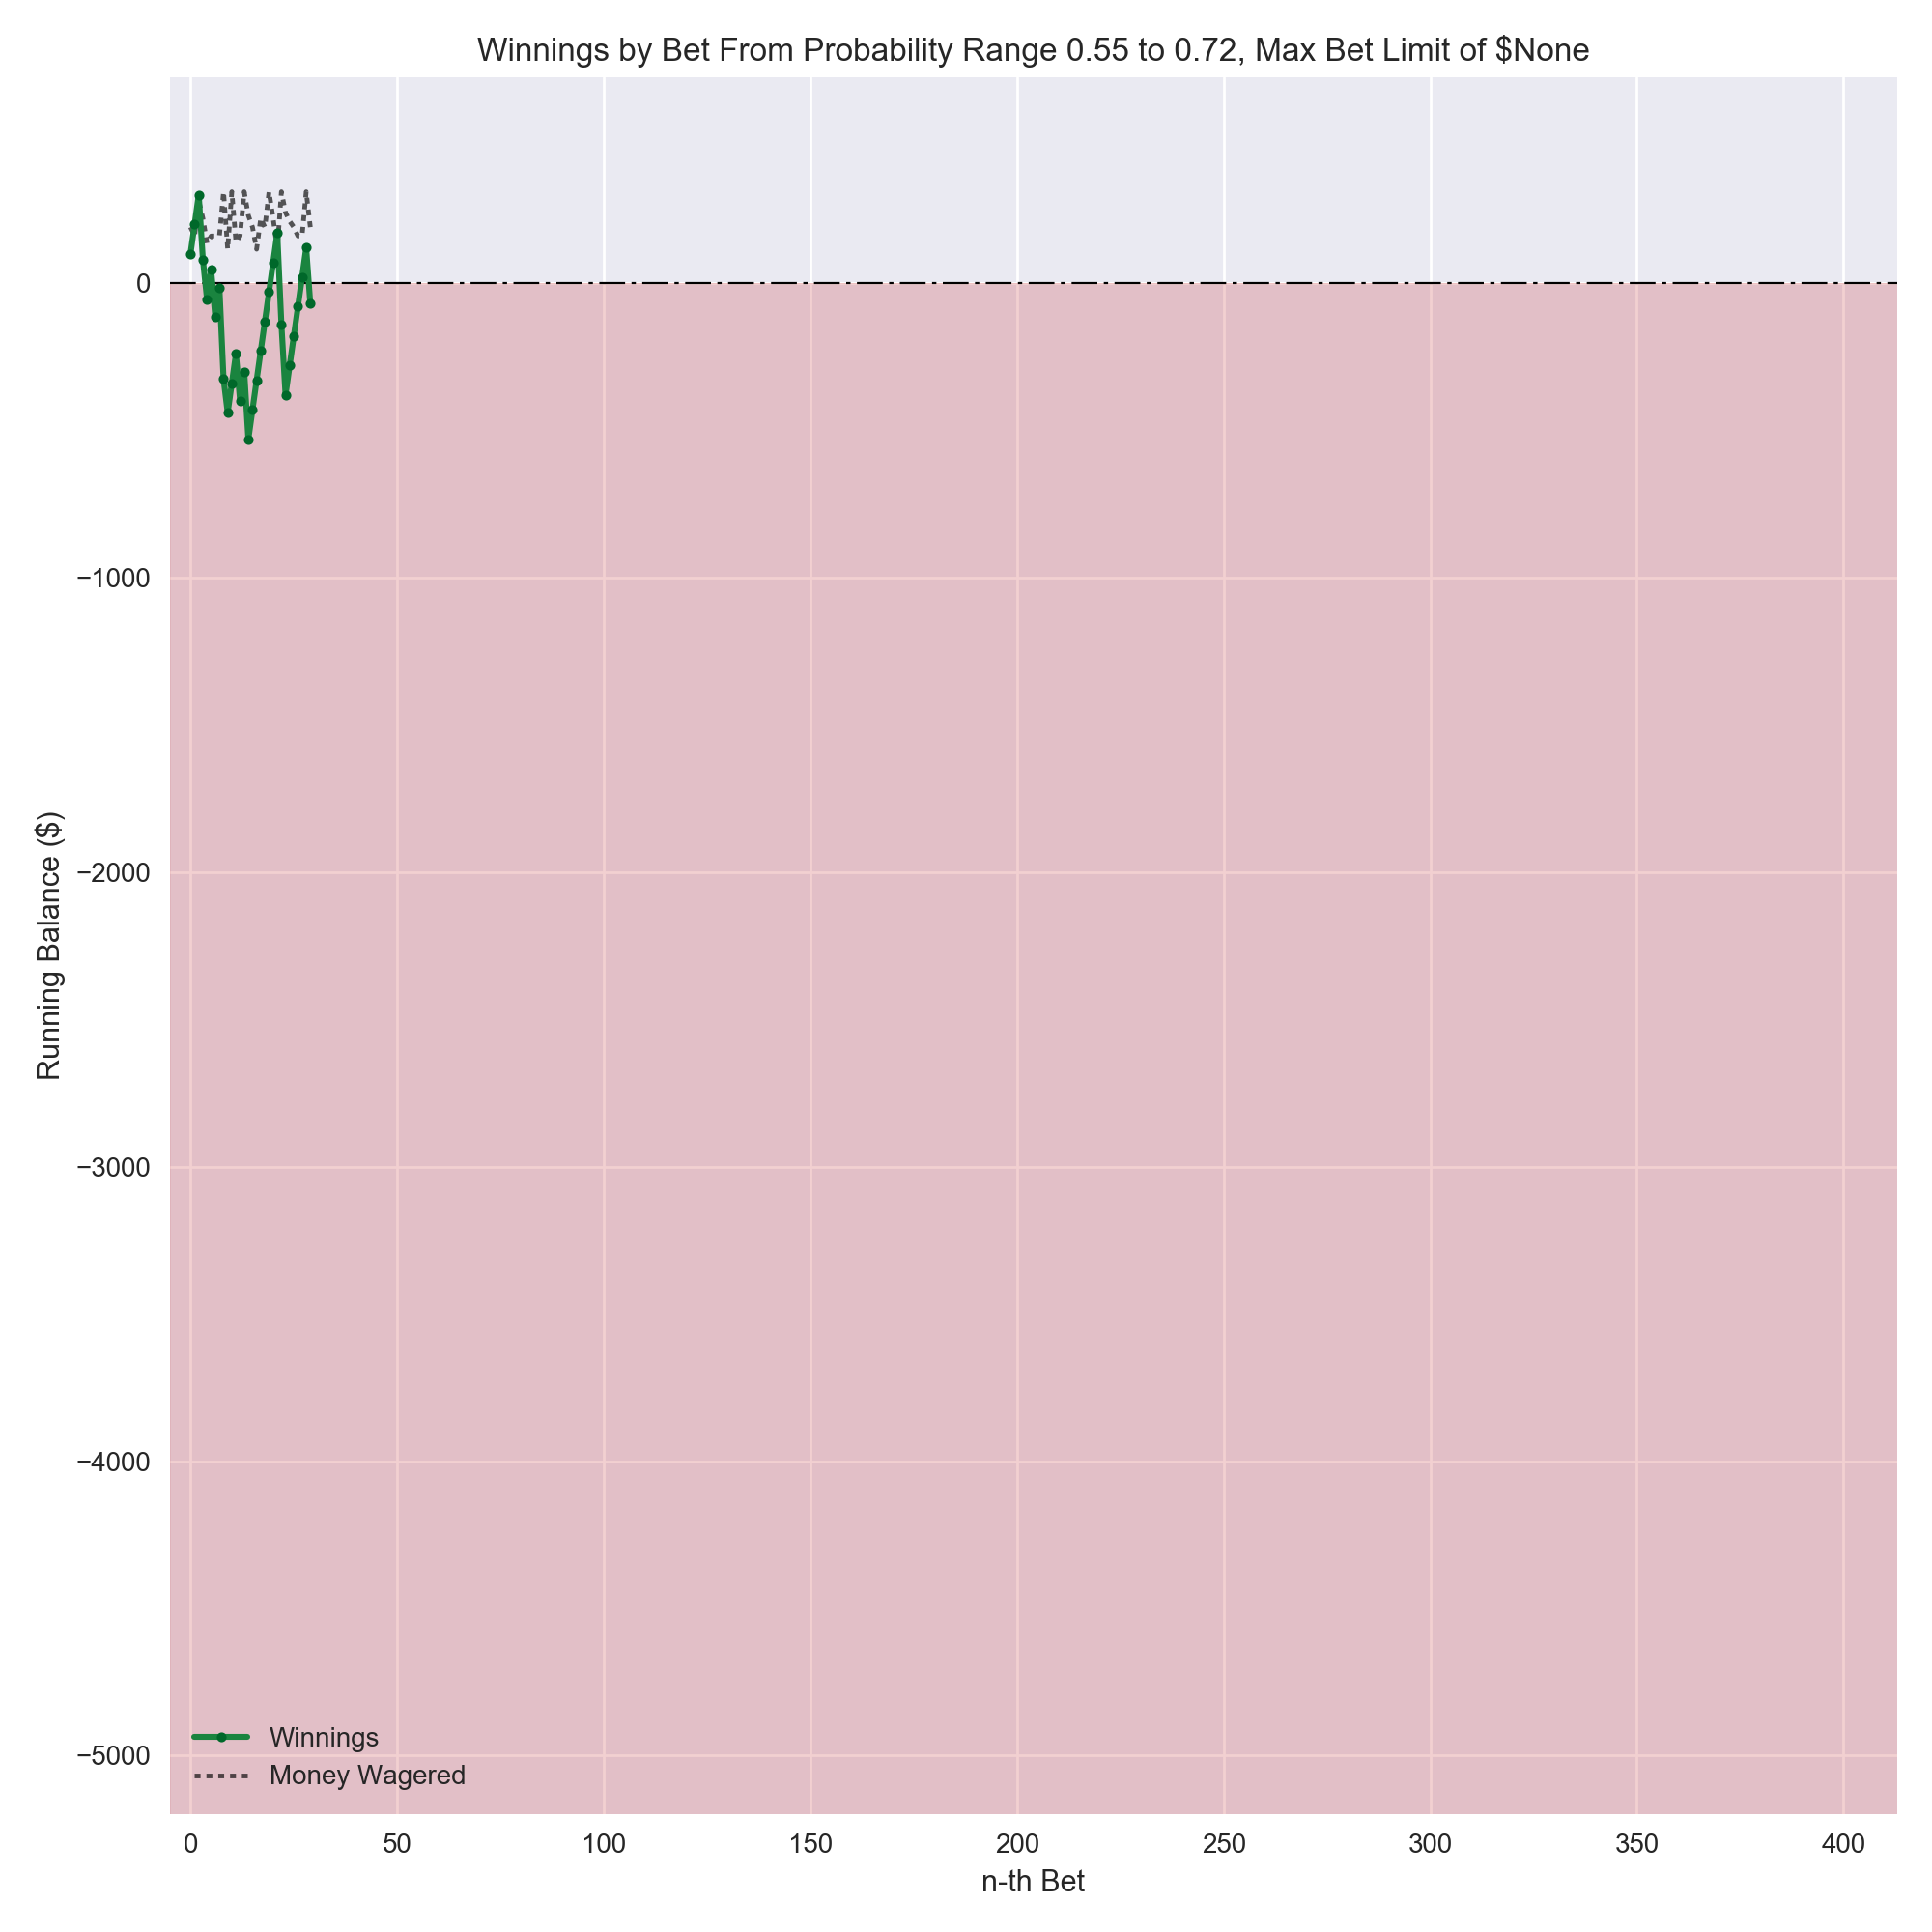 Winnings by Bet From Probability Range 0.55 to 0.72, Max Bet Limit of $None
Running Balance ($)
0
−1000
−2000
−3000
−4000
−5000
Winnings
Money Wagered
0 50 100 150 200 250 300 350 400
n-th Bet